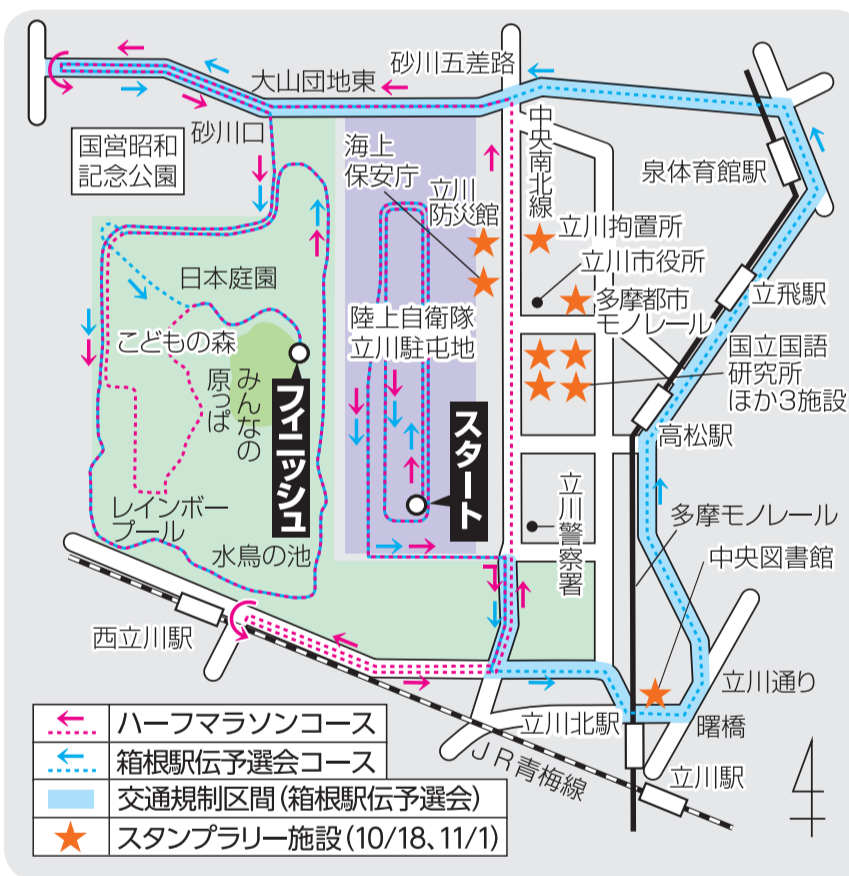 砂川五差路
大山団地東
砂川口
国営昭和
記念公園
海上
保安庁
立川
防災館
中央南北線
泉体育館駅
立川拘置所
立川市役所
多摩都市
モノレール
立飛駅
日本庭園
こどもの森
みんなの
原っぱ
フィニッシュ
陸上自衛隊
立川駐屯地
スタート
国立国語
研究所
ほか3施設
高松駅
レインボー
プール
水鳥の池
立川警察署
多摩モノレール
中央図書館
西立川駅
立川通り
立川北駅
曙橋
JR青梅線
立川駅
ハーフマラソンコース
箱根駅伝予選会コース
交通規制区間(箱根駅伝予選会)
スタンプラリー施設(10/18、11/1)